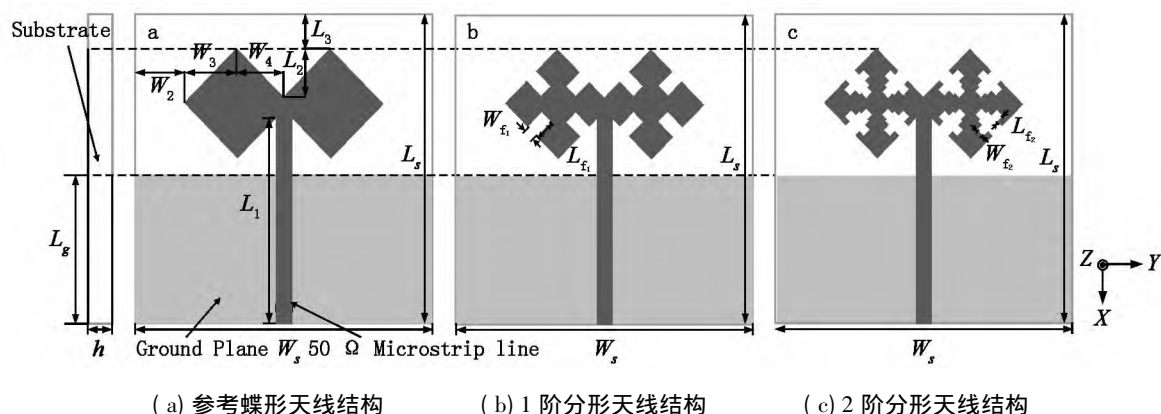 Substrate
a
b
c
L3
W3
W4
L2
W2
Wf1
Lf1
Lf2
Wf2
Ls
Ls
Ls
L1
Lg
Z
Y
X
h
Ground Plane
Ws
50 Ω Microstrip line
Ws
Ws
( a) 参考蝶形天线结构
( b) 1 阶分形天线结构
( c) 2 阶分形天线结构